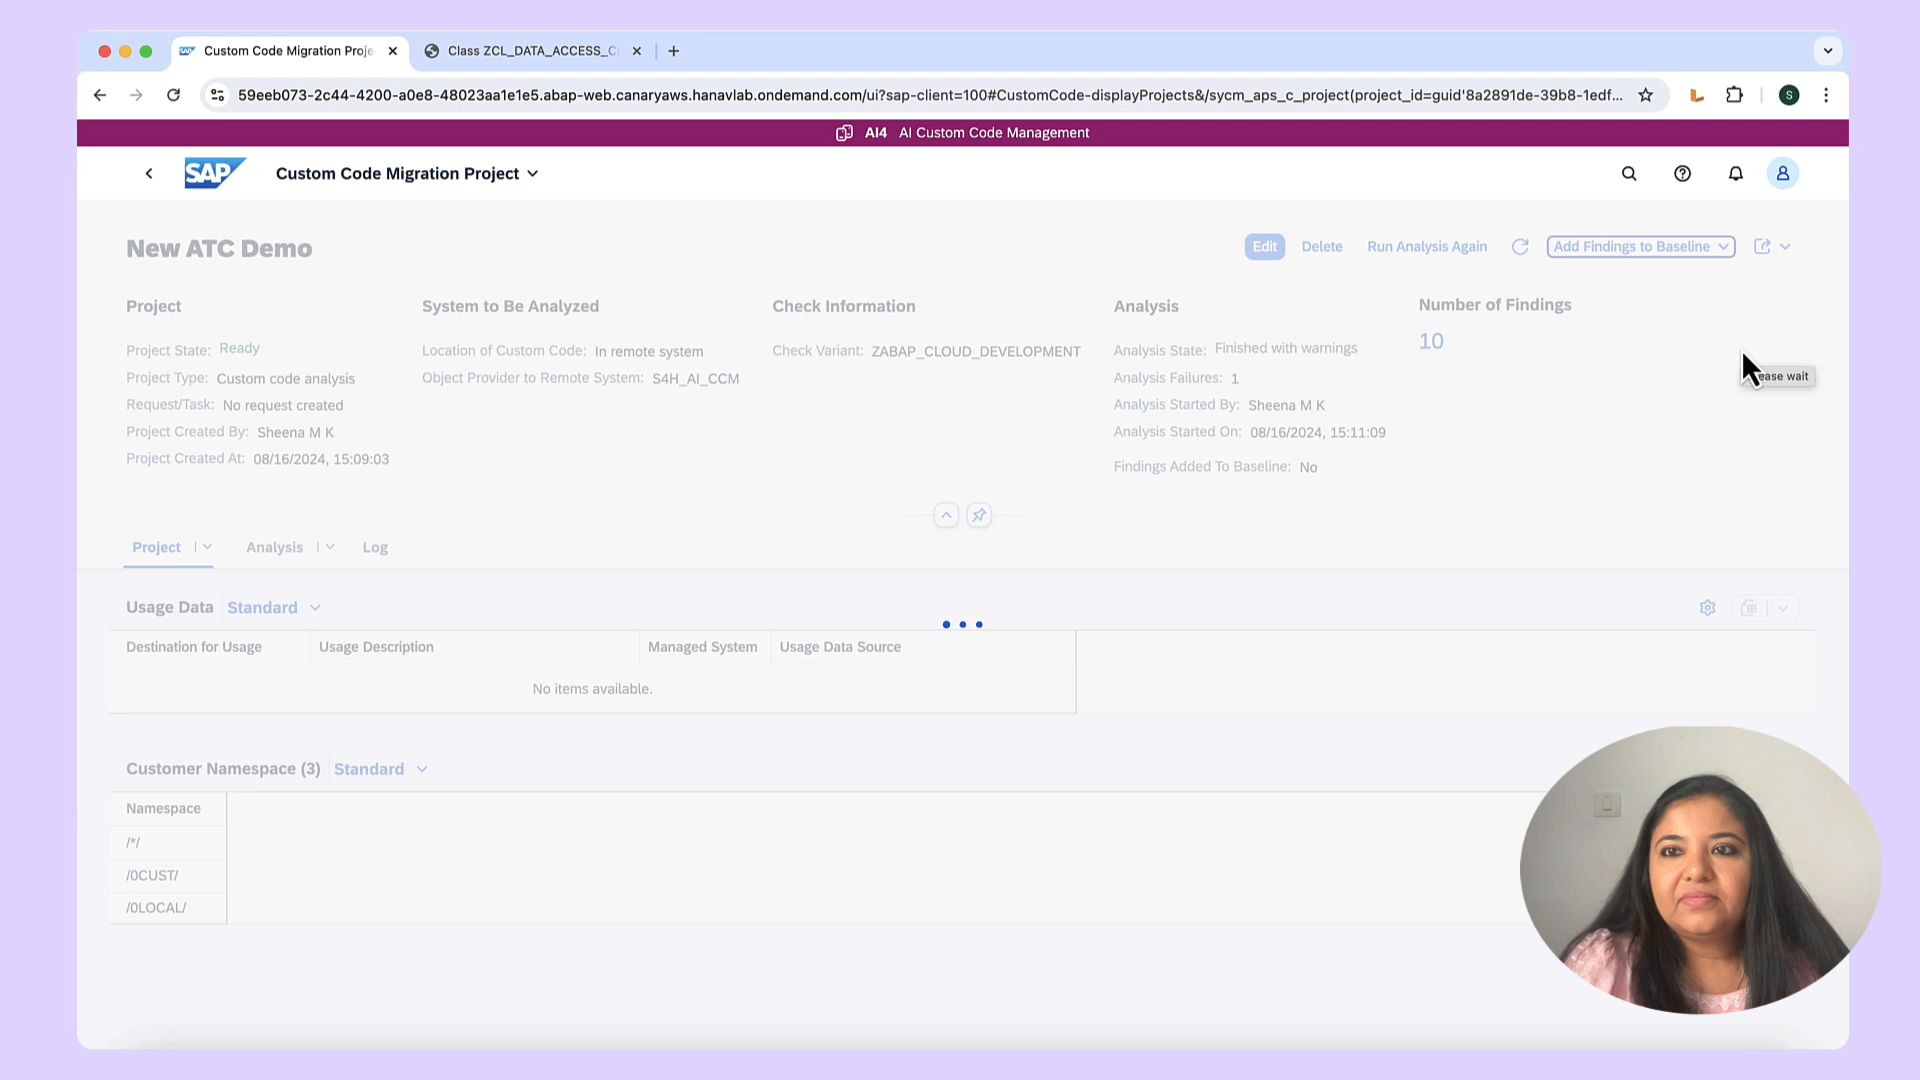 Custom Code Migration Proje
Class ZCL_DATA_ACCESS_C
59eeb073-2c44-4200-a0e8-48023aa1e1e5.abap-web.canaryaws.hanavlab.ondemand.com/ui?sap-client=100#CustomCode-displayProjects&/sycm_aps_c_project(project_id=guid'8a2891de-39b8-1edf...
S
AI4 AI Custom Code Management
SAP Custom Code Migration Project
New ATC Demo
Edit Delete Run Analysis Again Add Findings to Baseline
Project
Project State: Ready
Project Type: Custom code analysis
Request/Task: No request created
Project Created By: Sheena M K
Project Created At: 08/16/2024, 15:09:03
System to Be Analyzed
Location of Custom Code: In remote system
Object Provider to Remote System: S4H_AI_CCM
Check Information
Check Variant: ZABAP_CLOUD_DEVELOPMENT
Analysis
Analysis State: Finished with warnings
Analysis Failures: 1
Analysis Started By: Sheena M K
Analysis Started On: 08/16/2024, 15:11:09
Findings Added To Baseline: No
Number of Findings
10
ease wait
Project Analysis Log
Usage Data Standard
Destination for Usage Usage Description Managed System Usage Data Source
No items available.
Customer Namespace (3) Standard
Namespace
/*/
/0CUST/
/0LOCAL/